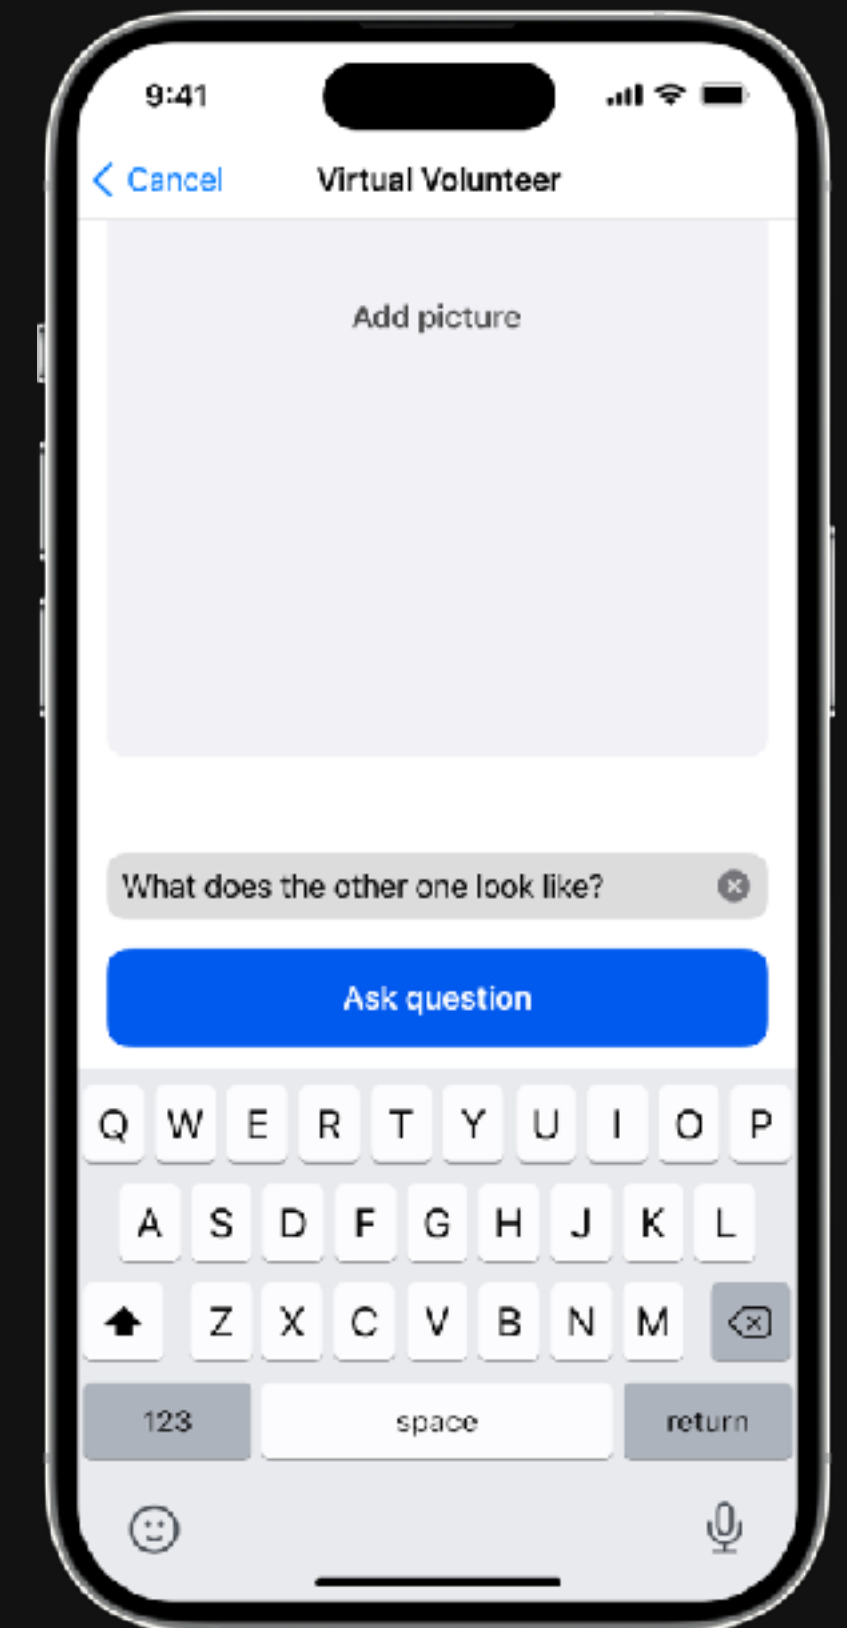 9:41
Cancel Virtual Volunteer
Add picture
What does the other one look like?
Ask question
Q W E R T Y U I O P
A S D F G H J K L
Z X C V B N M
123 space return